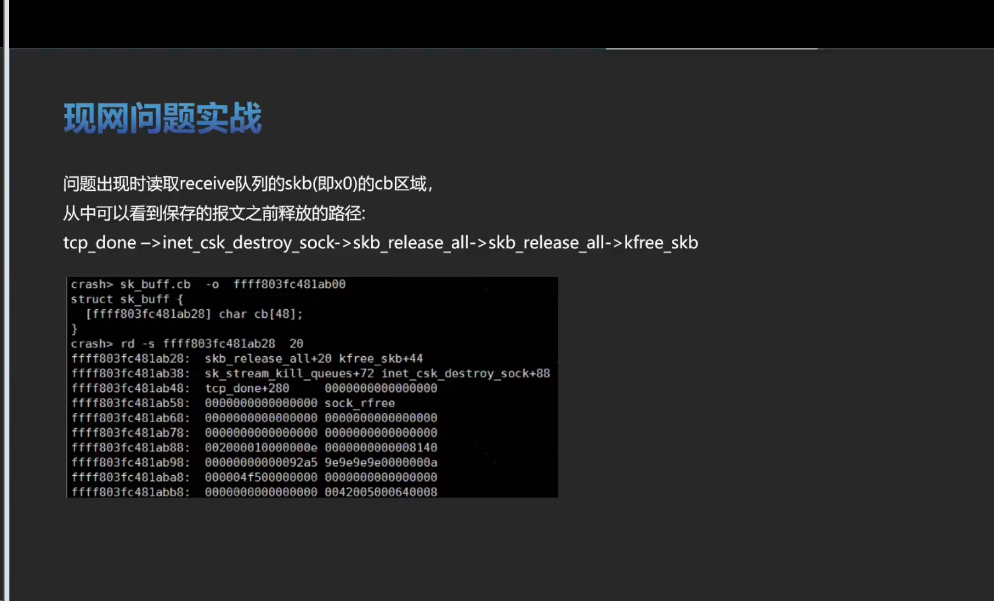 现网问题实战
问题出现时读取receive队列的skb(即x0)的cb区域，
从中可以看到保存的报文之前释放的路径:
tcp_done –>inet_csk_destroy_sock->skb_release_all->skb_release_all->kfree_skb
crash> sk_buff.cb  -o  ffff803fc481ab00
struct sk_buff {
  [ffff803fc481ab28] char cb[48];
}
crash> rd -s ffff803fc481ab28  20
ffff803fc481ab28:  skb_release_all+20 kfree_skb+44
ffff803fc481ab38:  sk_stream_kill_queues+72 inet_csk_destroy_sock+88
ffff803fc481ab48:  tcp_done+280     0000000000000000
ffff803fc481ab58:  0000000000000000 sock_rfree
ffff803fc481ab68:  0000000000000000 0000000000000000
ffff803fc481ab78:  0000000000000000 0000000000000000
ffff803fc481ab88:  002000010000000e 0000000000008140
ffff803fc481ab98:  00000000000092a5 9e9e9e9e0000000a
ffff803fc481aba8:  000004f500000000 0000000000000000
ffff803fc481abb8:  0000000000000000 0042005000640008